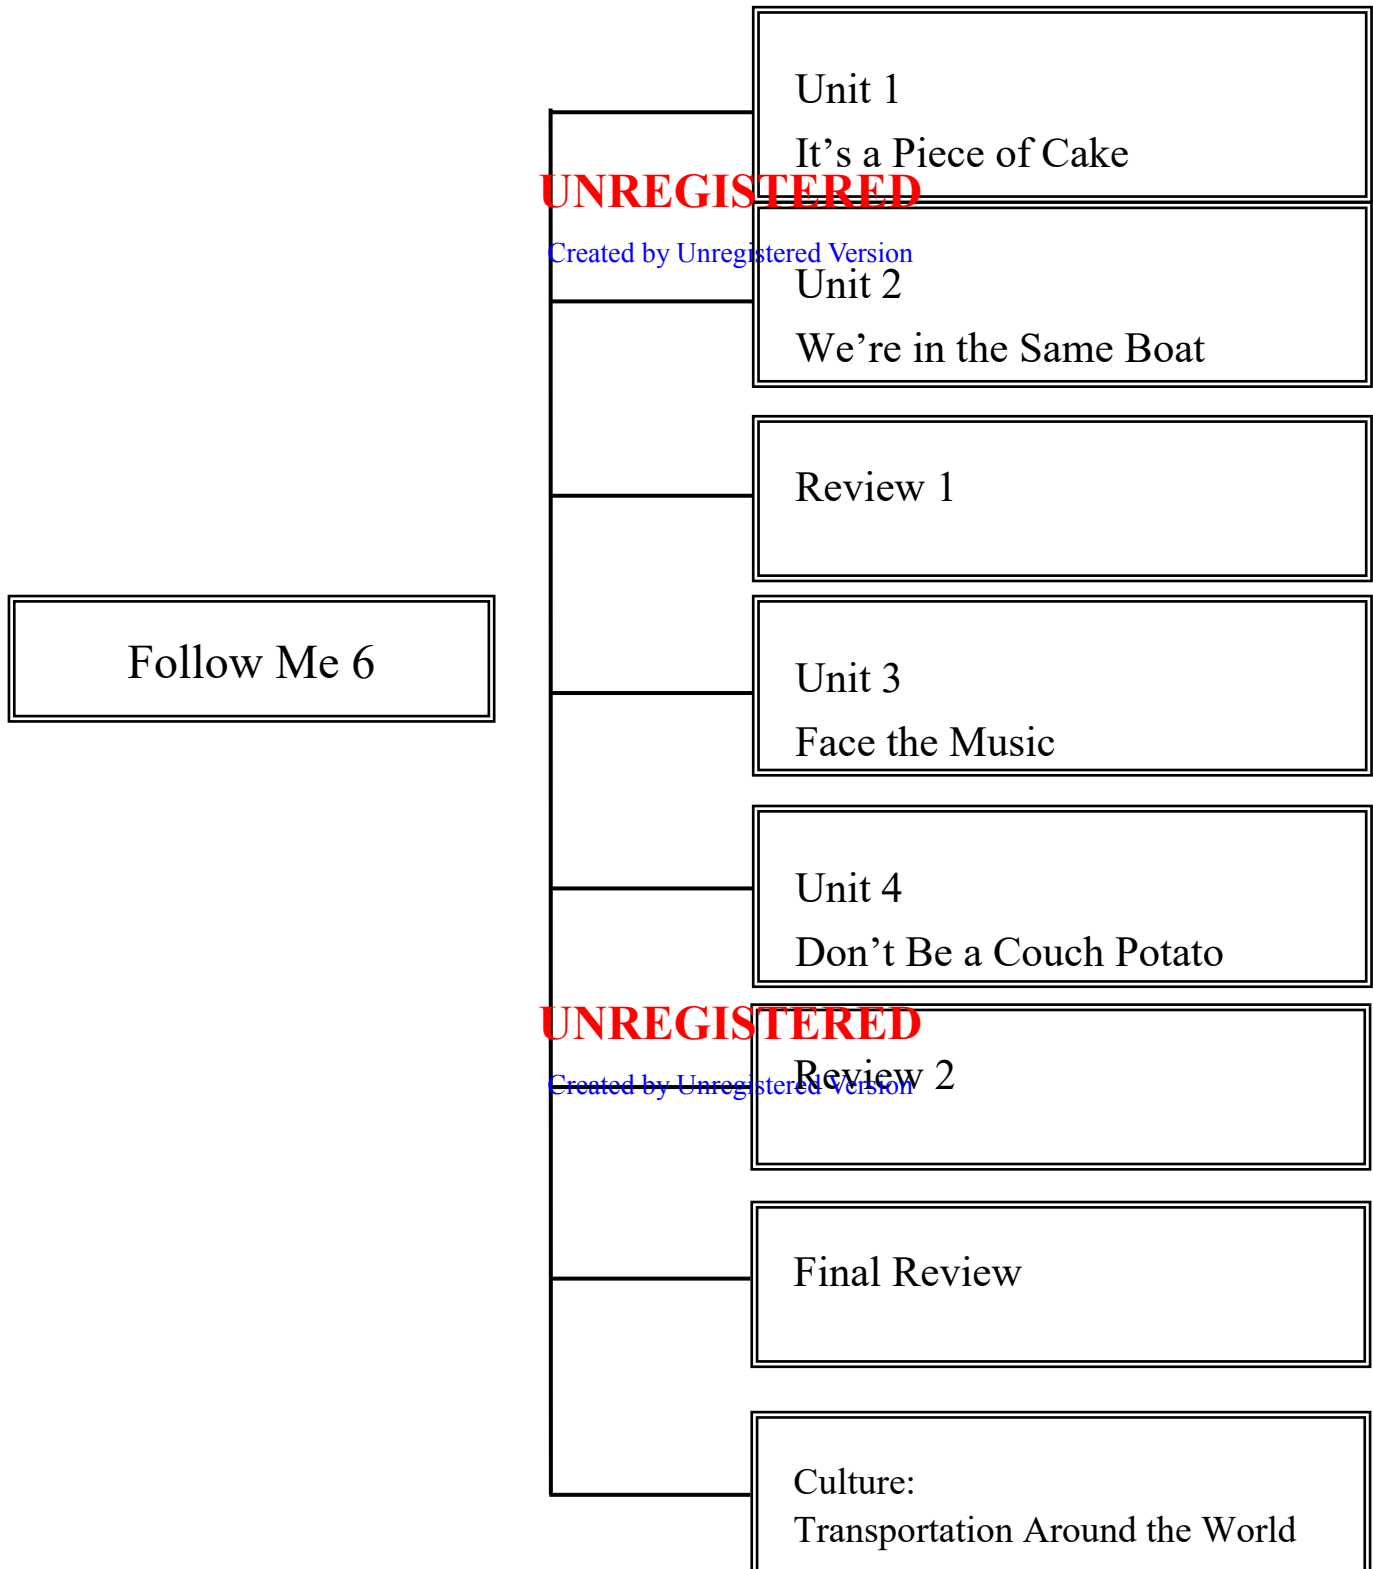 Unit 1
It’s a Piece of Cake
UNREGISTERED
Created by Unregistered Version
Unit 2
We’re in the Same Boat
Review 1
Follow Me 6
Unit 3
Face the Music
Unit 4
Don’t Be a Couch Potato
UNREGISTERED
Created by Unregistered Version
Review 2
Final Review
Culture:
Transportation Around the World